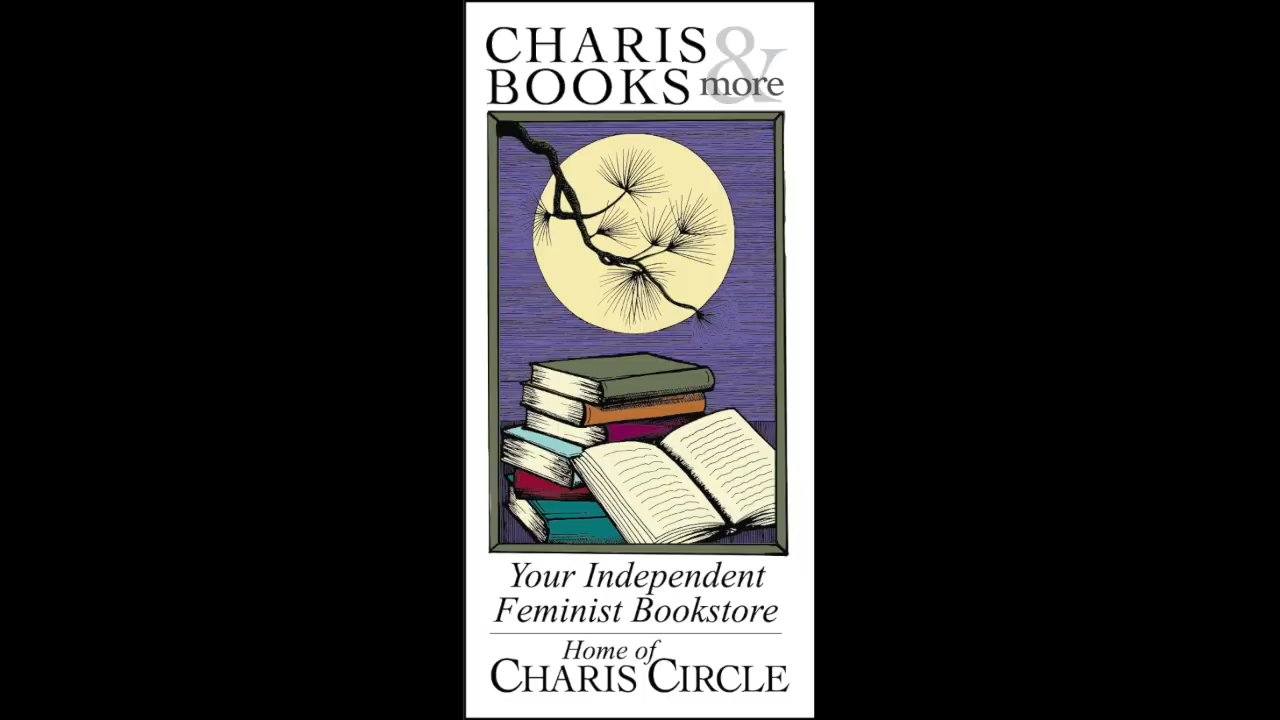 CHARIS &
BOOKS more
Your Independent
Feminist Bookstore
Home of
CHARIS CIRCLE